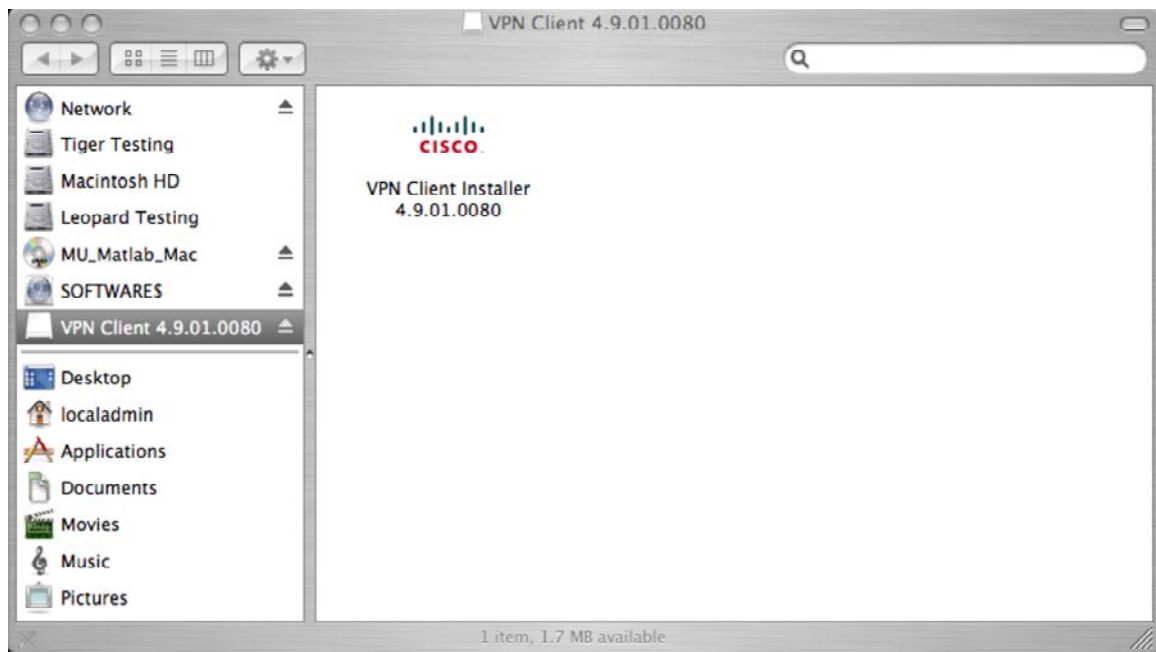 VPN Client 4.9.01.0080
Network
Tiger Testing
Macintosh HD
Leopard Testing
MU_Matlab_Mac
SOFTWARE$
VPN Client 4.9.01.0080
Desktop
localadmin
Applications
Documents
Movies
Music
Pictures
CISCO
VPN Client Installer
4.9.01.0080
1 item, 1.7 MB available